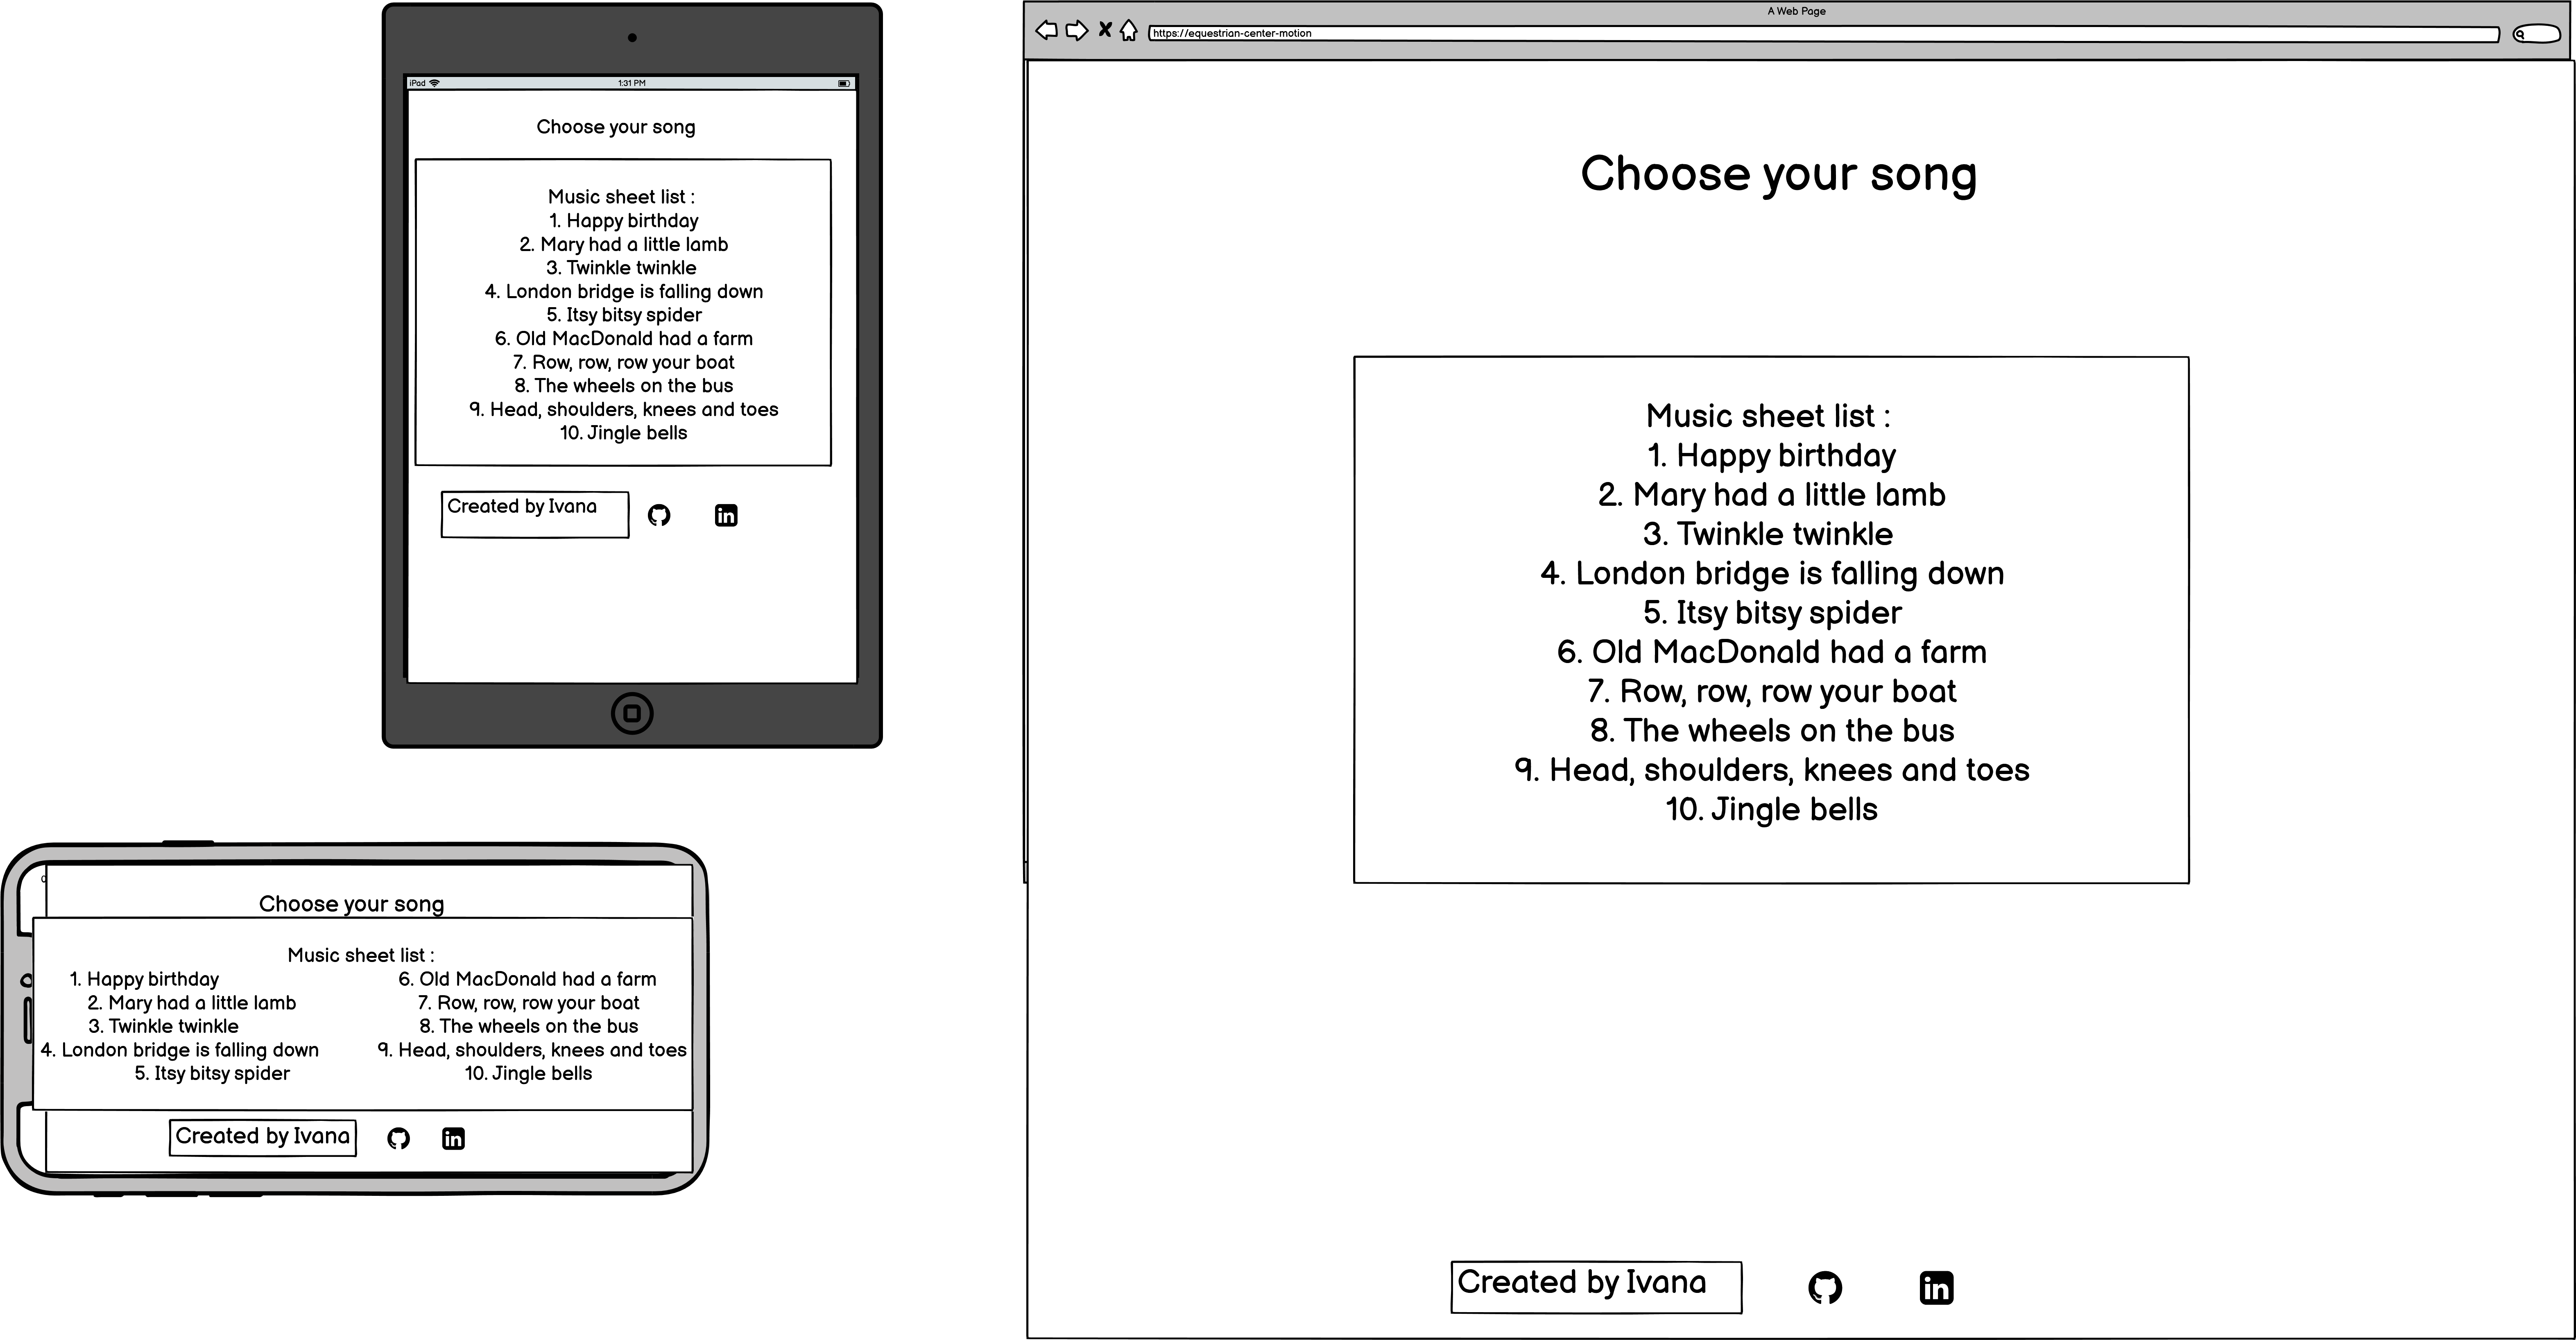 iPad
1:31 PM
Choose your song
Music sheet list :
1. Happy birthday
2. Mary had a little lamb
3. Twinkle twinkle
4. London bridge is falling down
5. Itsy bitsy spider
6. Old MacDonald had a farm
7. Row, row, row your boat
8. The wheels on the bus
9. Head, shoulders, knees and toes
10. Jingle bells
Created by Ivana
in
A Web Page
https://equestrian-center-motion
Choose your song
Music sheet list :
1. Happy birthday
2. Mary had a little lamb
3. Twinkle twinkle
4. London bridge is falling down
5. Itsy bitsy spider
6. Old MacDonald had a farm
7. Row, row, row your boat
8. The wheels on the bus
9. Head, shoulders, knees and toes
10. Jingle bells
Created by Ivana
in
Choose your song
Music sheet list :
1. Happy birthday
2. Mary had a little lamb
3. Twinkle twinkle
4. London bridge is falling down
5. Itsy bitsy spider
6. Old MacDonald had a farm
7. Row, row, row your boat
8. The wheels on the bus
9. Head, shoulders, knees and toes
10. Jingle bells
Created by Ivana
in